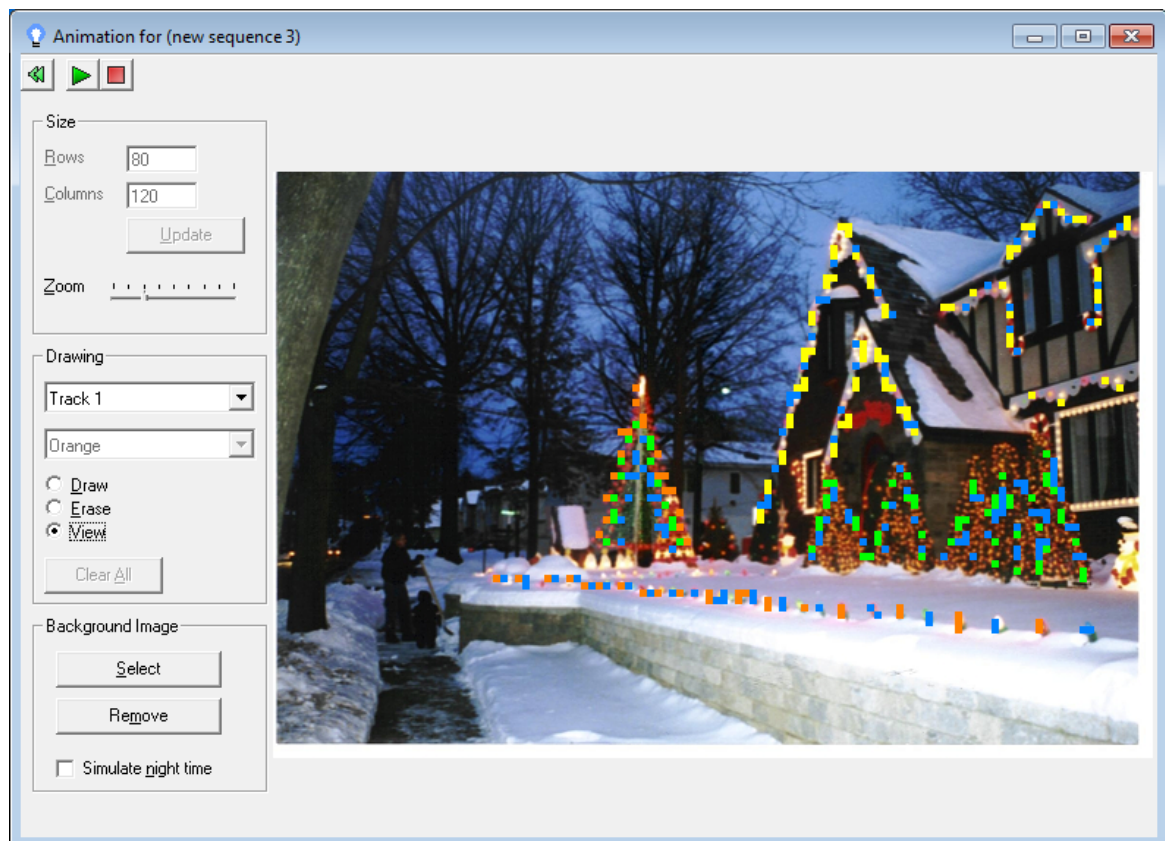 Animation for (new sequence 3)
Size
Rows 80
Columns 120
Update
Zoom
Drawing
Track 1
Orange
Draw
Erase
View
Clear All
Background Image
Select
Remove
Simulate night time